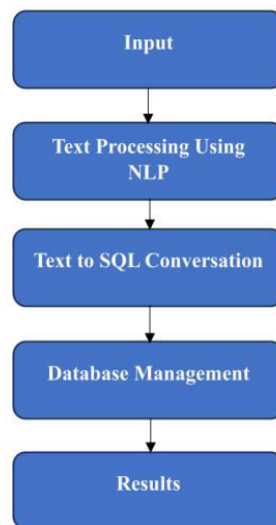 Input
Text Processing Using
NLP
Text to SQL Conversation
Database Management
Results